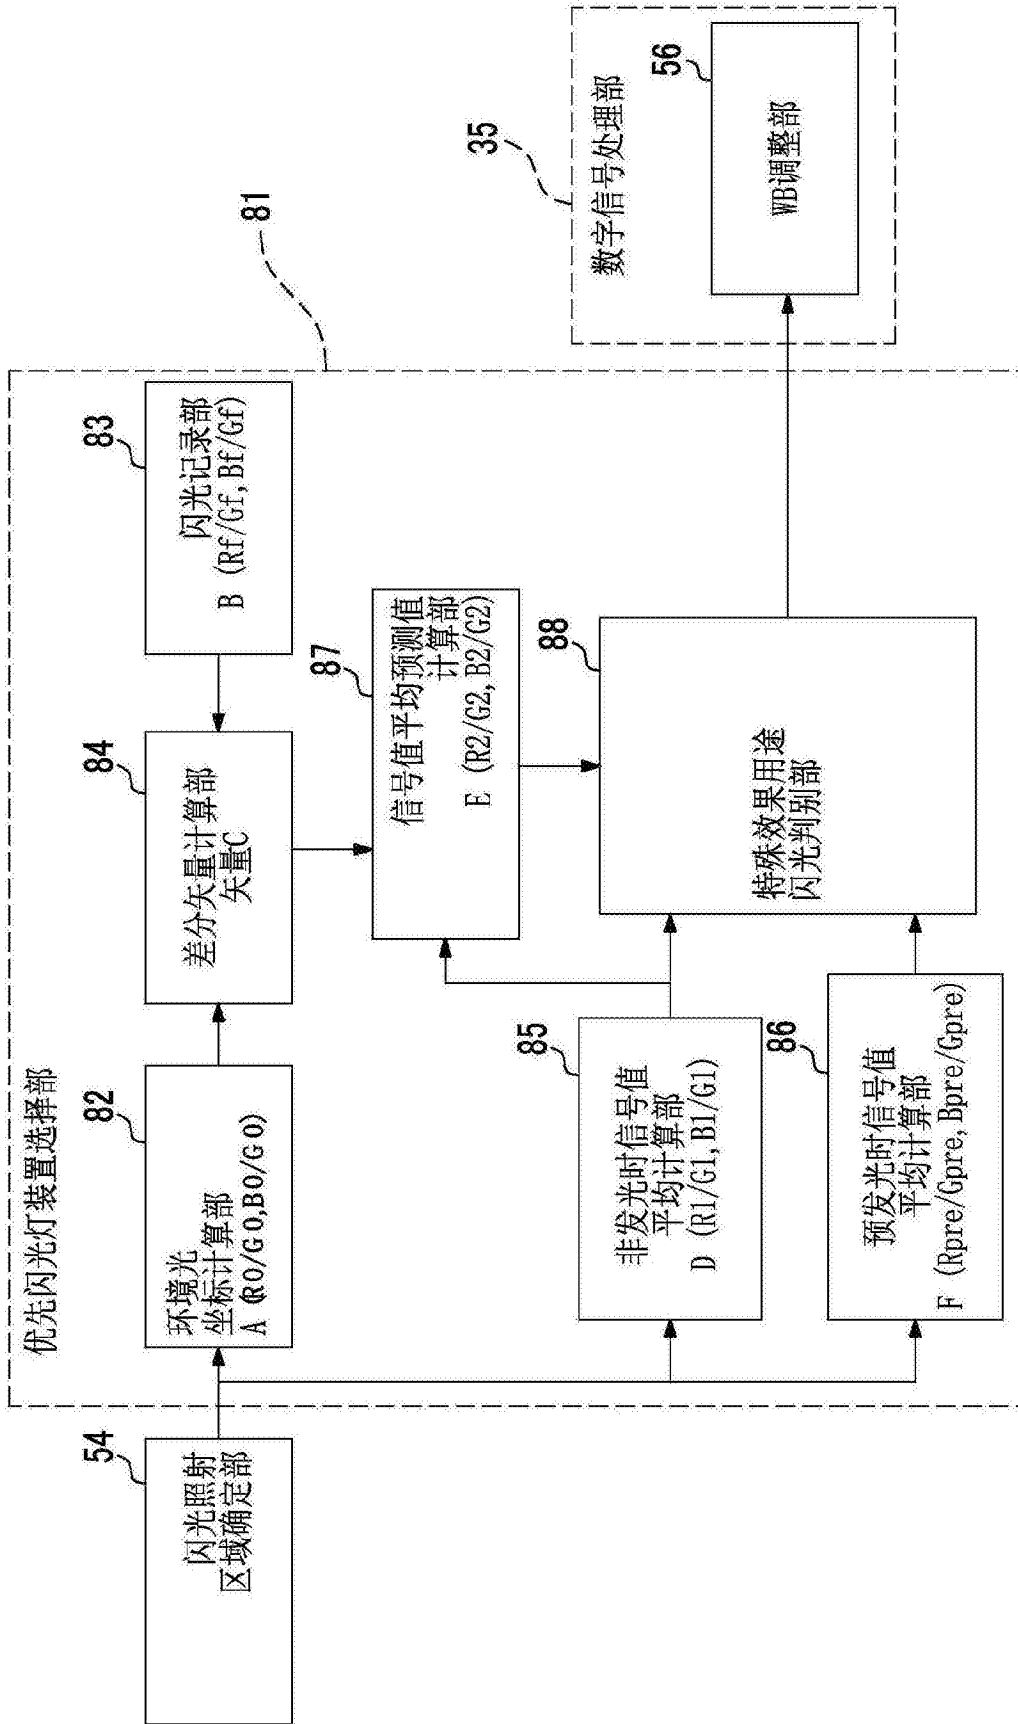 优先闪光灯装置选择部
81
54
闪光照射
区域确定部
82
环境光
坐标计算部
A (R0/G0,B0/G0)
84
差分矢量计算部
矢量C
83
闪光记录部
B (Rf/Gf,Bf/Gf)
87
信号值平均预测值
计算部
E (R2/G2,B2/G2)
85
非发光时信号值
平均计算部
D (R1/G1,B1/G1)
86
预发光时信号值
平均计算部
F (Rpre/Gpre,Bpre/Gpre)
88
特殊效果用途
闪光判别部
35
数字信号处理部
56
WB调整部